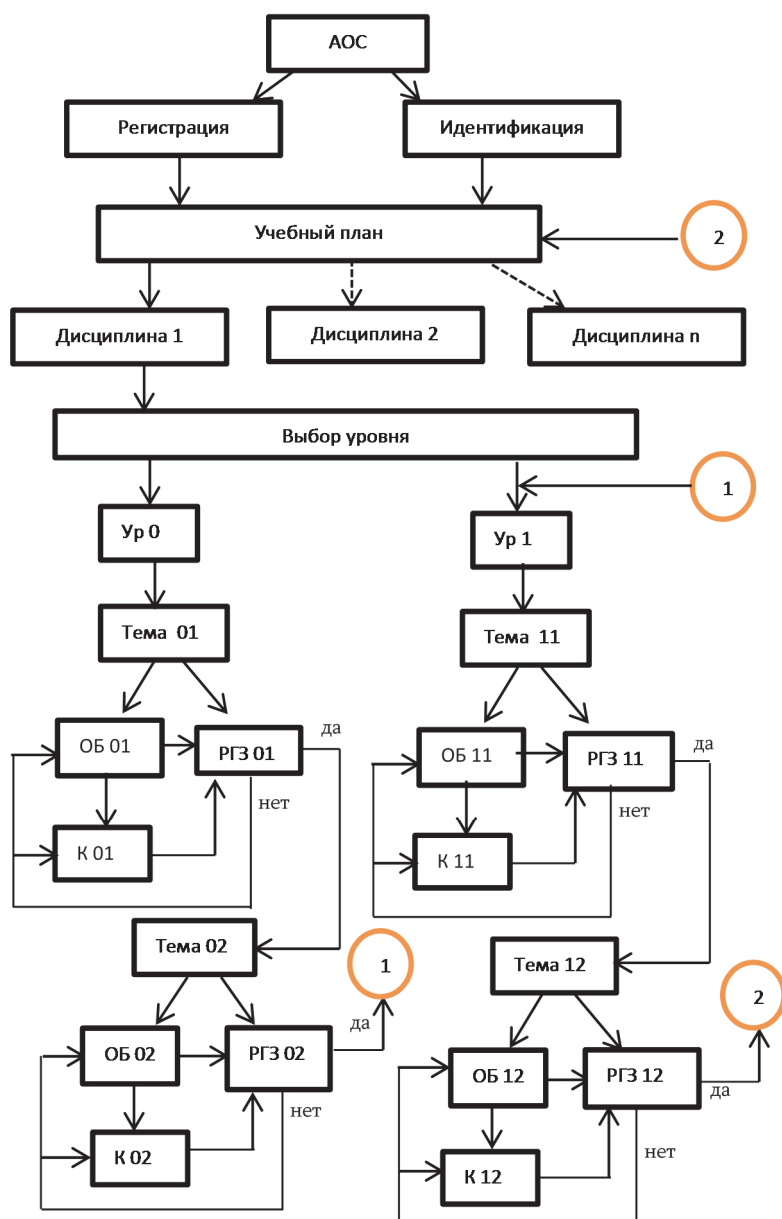 АОС
Регистрация
Идентификация
Учебный план
2
Дисциплина 1
Дисциплина 2
Дисциплина n
Выбор уровня
1
Ур 0
Ур 1
Тема 01
Тема 11
ОБ 01
РГЗ 01
да
нет
К 01
ОБ 11
РГЗ 11
да
нет
К 11
Тема 02
1
ОБ 02
РГЗ 02
да
нет
К 02
Тема 12
2
ОБ 12
РГЗ 12
да
нет
К 12